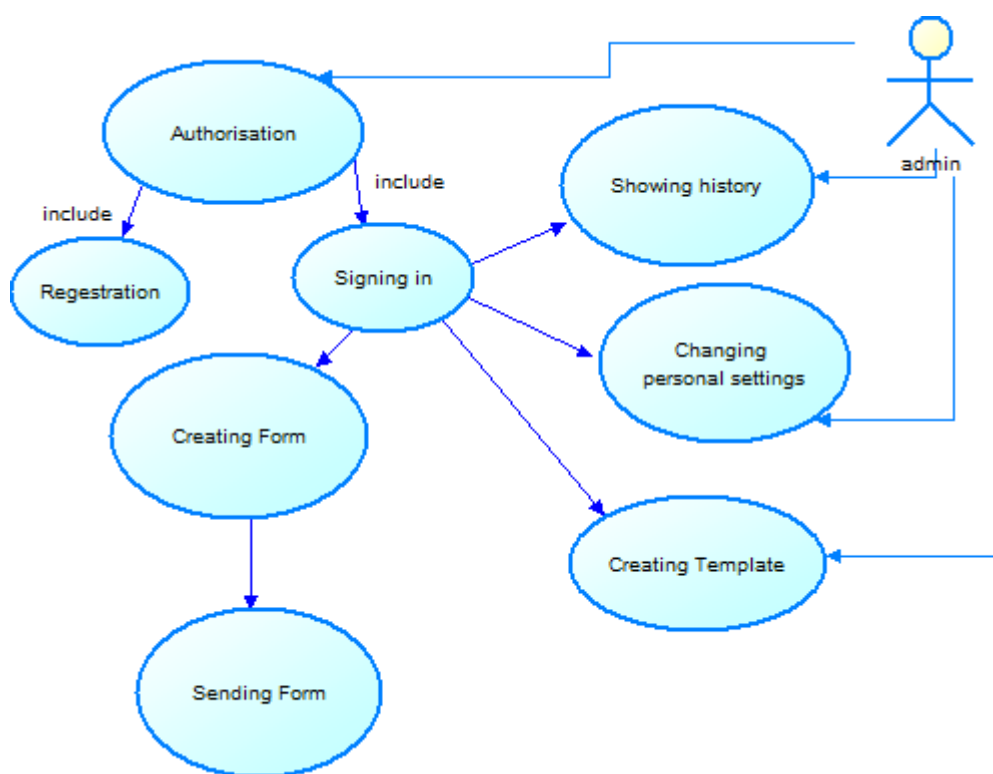 Authorisation
admin
include
Showing history
include
Regestration
Signing in
Changing
personal settings
Creating Form
Creating Template
Sending Form